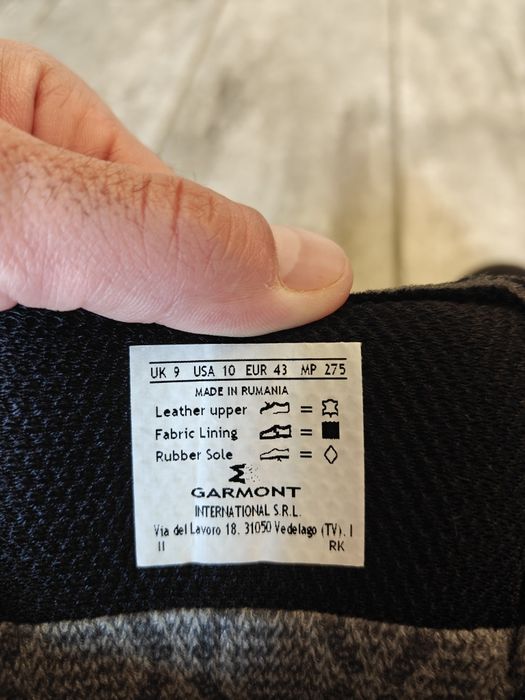 UK 9 USA 10 EUR 43 MP 275
MADE IN RUMANIA
Leather upper =
Fabric Lining =
Rubber Sole =
GARMONT
INTERNATIONAL S.R.L.
Via del Lavoro 18. 31050 Vedelago (TV). I
II RK